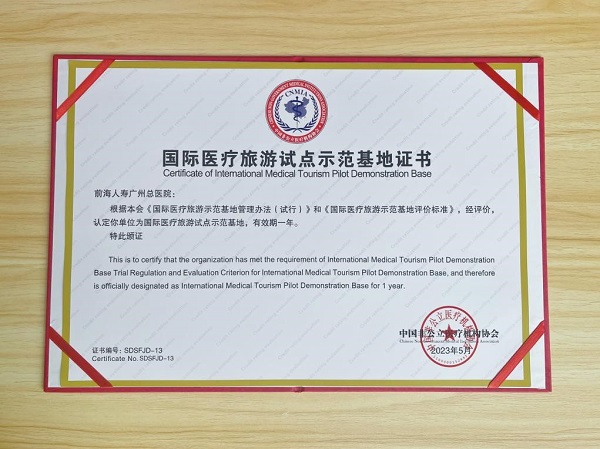 CNMIA
国际医疗旅游试点示范基地证书
Certificate of International Medical Tourism Pilot Demonstration Base
前海人寿广州总医院：
根据本会《国际医疗旅游示范基地管理办法（试行）》和《国际医疗旅游示范基地评价标准》，经评价，
认定你单位为国际医疗旅游试点示范基地，有效期一年。
特此颁证
This is to certify that the organization has met the requirement of International Medical Tourism Pilot Demonstration
Base Trial Regulation and Evaluation Criterion for International Medical Tourism Pilot Demonstration Base, and therefore
is officially designated as International Medical Tourism Pilot Demonstration Base for 1 year.
中国非公立医疗机构协会
2023年5月
证书编号：SDSFJD-13
Certificate No. SDSFJD-13